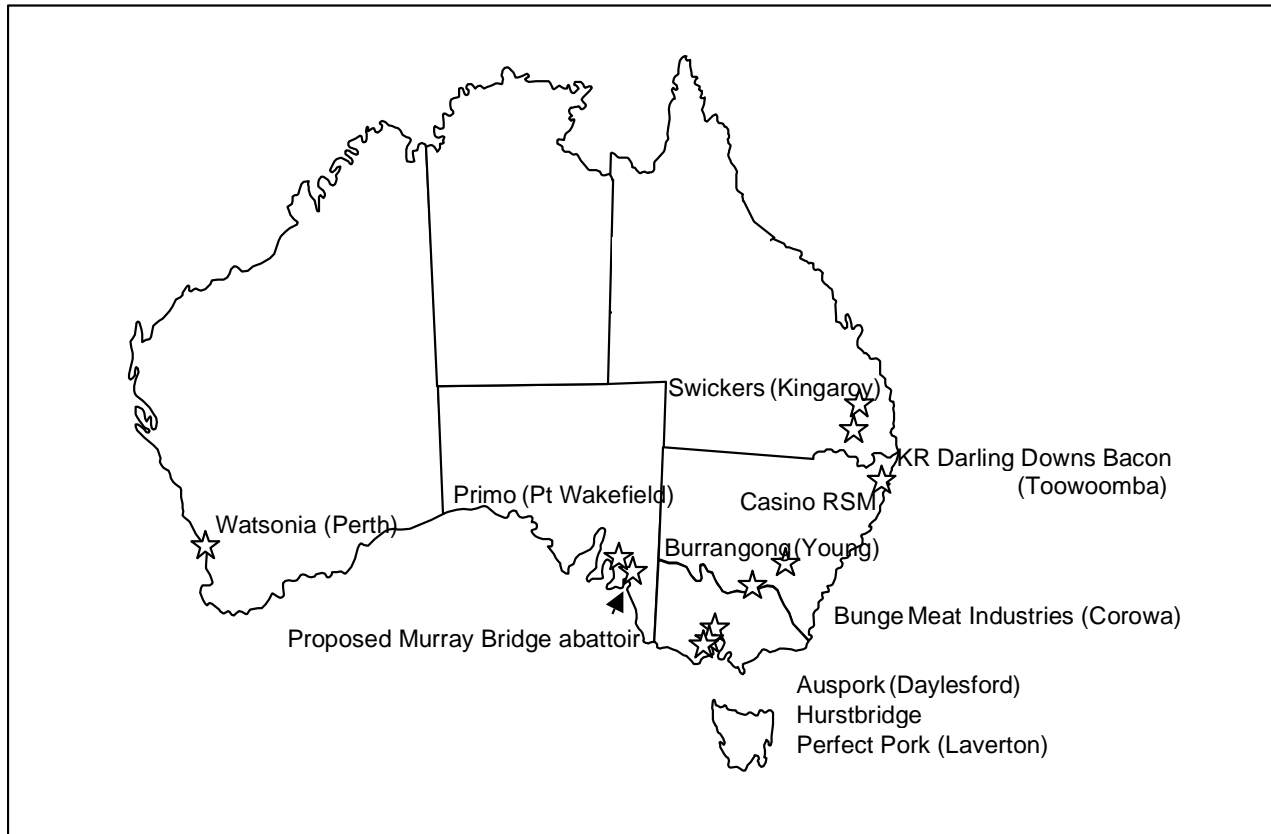 Swickers (Kingaroy)
KR Darling Downs Bacon
(Toowoomba)
Primo (Pt Wakefield)
Casino RSM
Watsonia (Perth)
Burrangong (Young)
Bunge Meat Industries (Corowa)
Proposed Murray Bridge abattoir
Auspork (Daylesford)
Hurstbridge
Perfect Pork (Laverton)